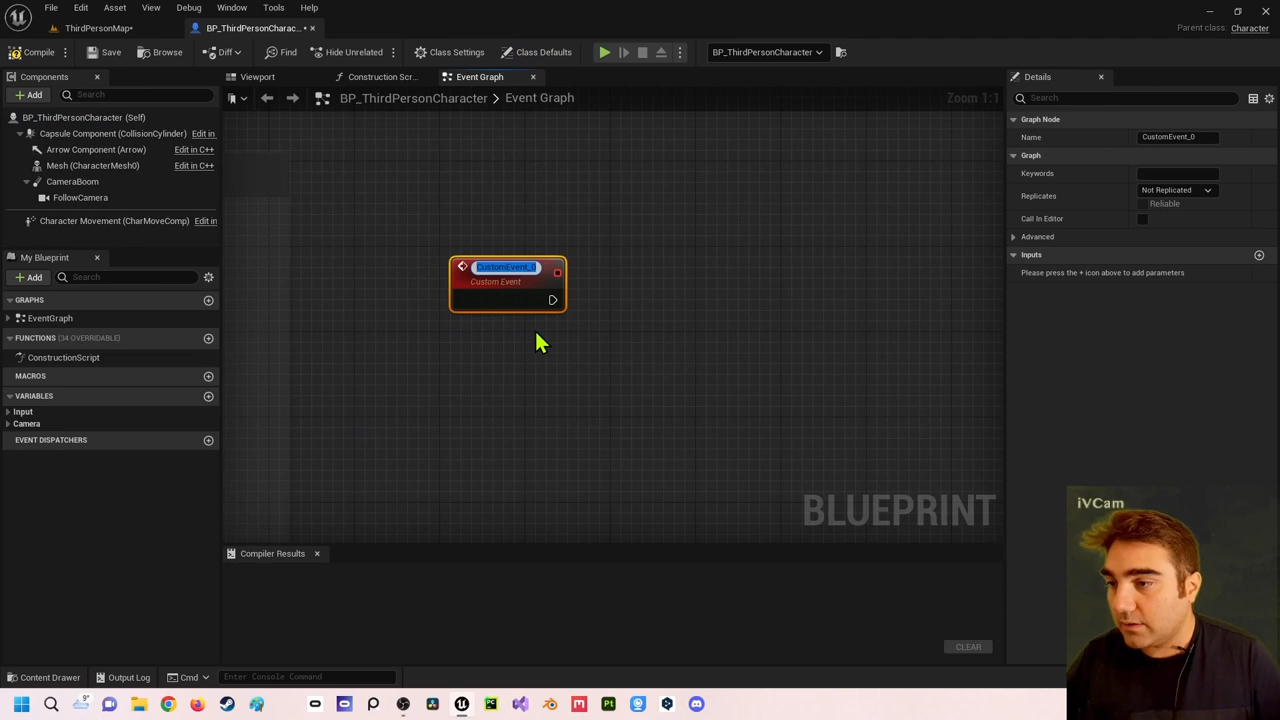 File Edit Asset View Debug Window Tools Help
ThirdPersonMap•
BP_ThirdPersonCharac... •
Parent class: Character
Compile
Save
Browse
Diff
Find
Hide Unrelated
Class Settings
Class Defaults
BP_ThirdPersonCharacter
Components
Viewport
Construction Scr...
Event Graph
Details
Add
Search
BP_ThirdPersonCharacter > Event Graph
Zoom 1:1
Search
BP_ThirdPersonCharacter (Self)
Capsule Component (CollisionCylinder) Edit in
Arrow Component (Arrow) Edit in C++
Mesh (CharacterMesh0) Edit in C++
CameraBoom
FollowCamera
Character Movement (CharMoveComp) Edit in
Graph Node
Name CustomEvent_0
Graph
Keywords
Replicates Not Replicated
Reliable
Call In Editor
Advanced
Inputs
Please press the + icon above to add parameters
My Blueprint
Add
Search
GRAPHS
EventGraph
FUNCTIONS (34 OVERRIDABLE)
ConstructionScript
MACROS
VARIABLES
Input
Camera
EVENT DISPATCHERS
CustomEvent_0
Custom Event
BLUEPRINT
Compiler Results
CLEAR
iVCam
Content Drawer
Output Log
Cmd
Enter Console Command
9°